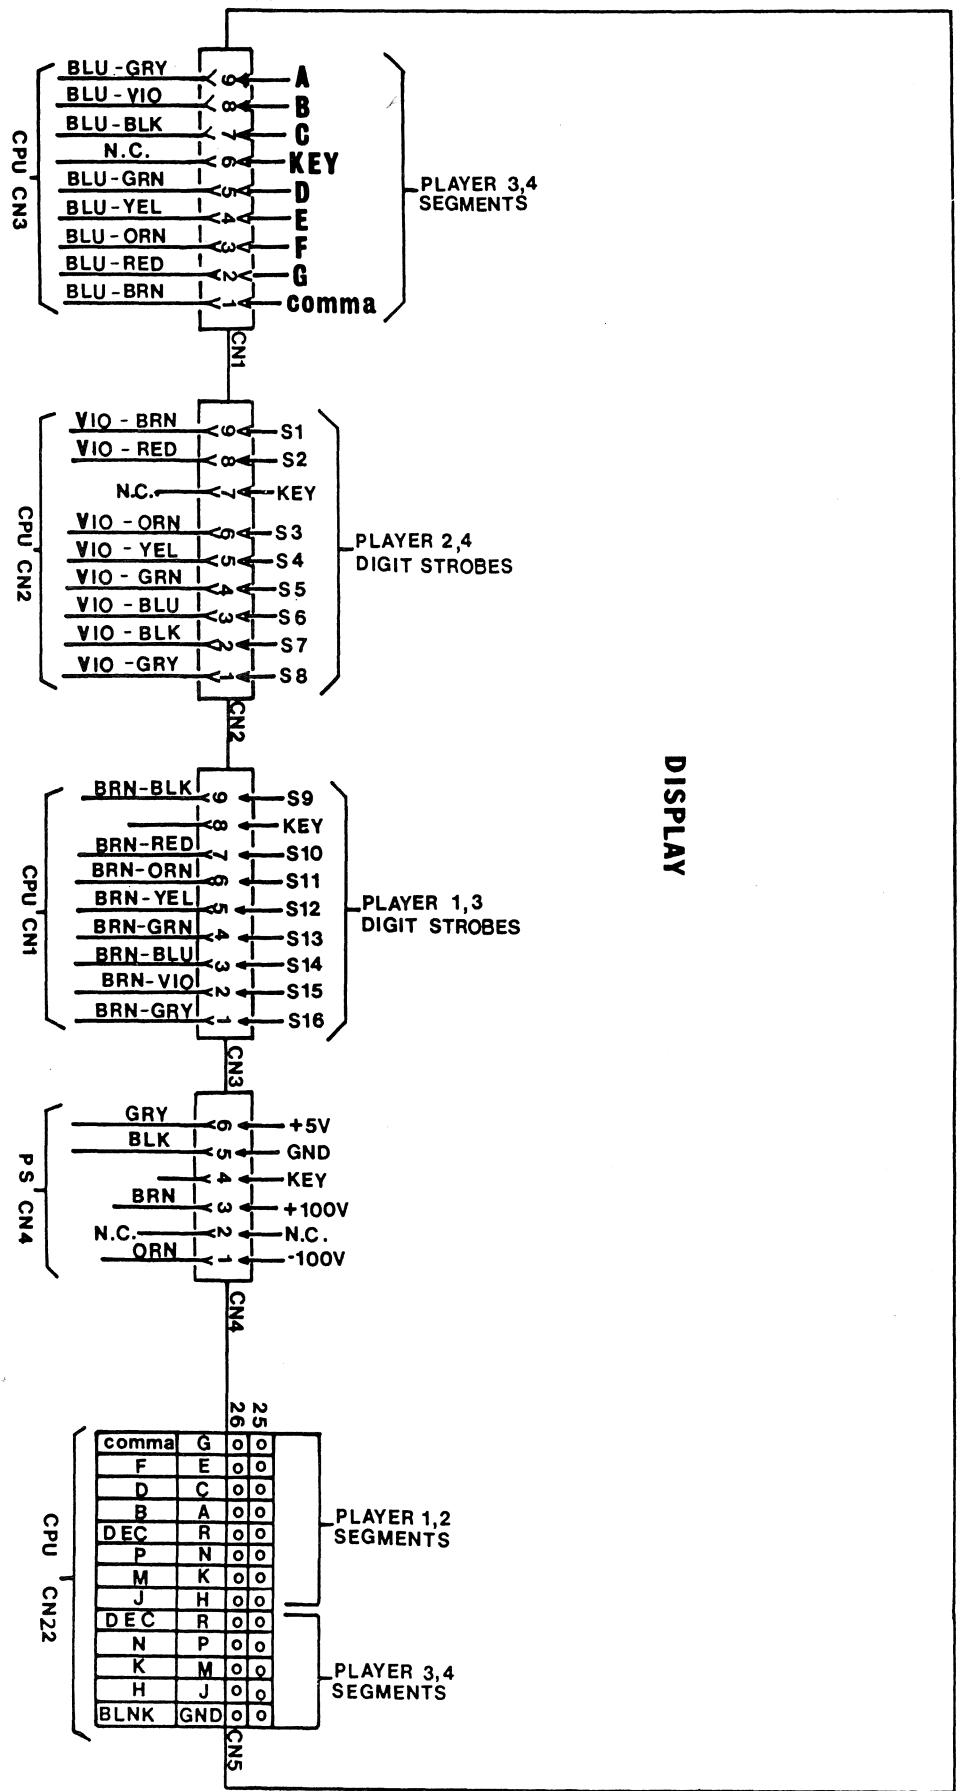 BLU-GRY 9 A
BLU-VIO 8 B
BLU-BLK 7 C
N.C. 6 KEY
BLU-GRN 5 D
BLU-YEL 4 E
BLU-ORN 3 F
BLU-RED 2 G
BLU-BRN 1 comma
CPU CN3
PLAYER 3,4
SEGMENTS
CN1
VIO - BRN 9 S1
VIO - RED 8 S2
N.C. 7 KEY
VIO - ORN 6 S3
VIO - YEL 5 S4
VIO - GRN 4 S5
VIO - BLU 3 S6
VIO - BLK 2 S7
VIO - GRY 1 S8
CPU CN2
PLAYER 2,4
DIGIT STROBES
CN2
DISPLAY
BRN-BLK 9 S9
8 KEY
BRN-RED 7 S10
BRN-ORN 6 S11
BRN-YEL 5 S12
BRN-GRN 4 S13
BRN-BLU 3 S14
BRN-VIO 2 S15
BRN-GRY 1 S16
CPU CN1
PLAYER 1,3
DIGIT STROBES
CN3
GRY 6 +5V
BLK 5 GND
4 KEY
BRN 3 +100V
N.C. 2 N.C.
ORN 1 -100V
PS CN4
CN4
26 25
comma G
F E
D C
B A
DEC R
P N
M K
J H
DEC R
N P
K M
H J
BLNK GND
CPU CN22
PLAYER 1,2
SEGMENTS
PLAYER 3,4
SEGMENTS
CN5